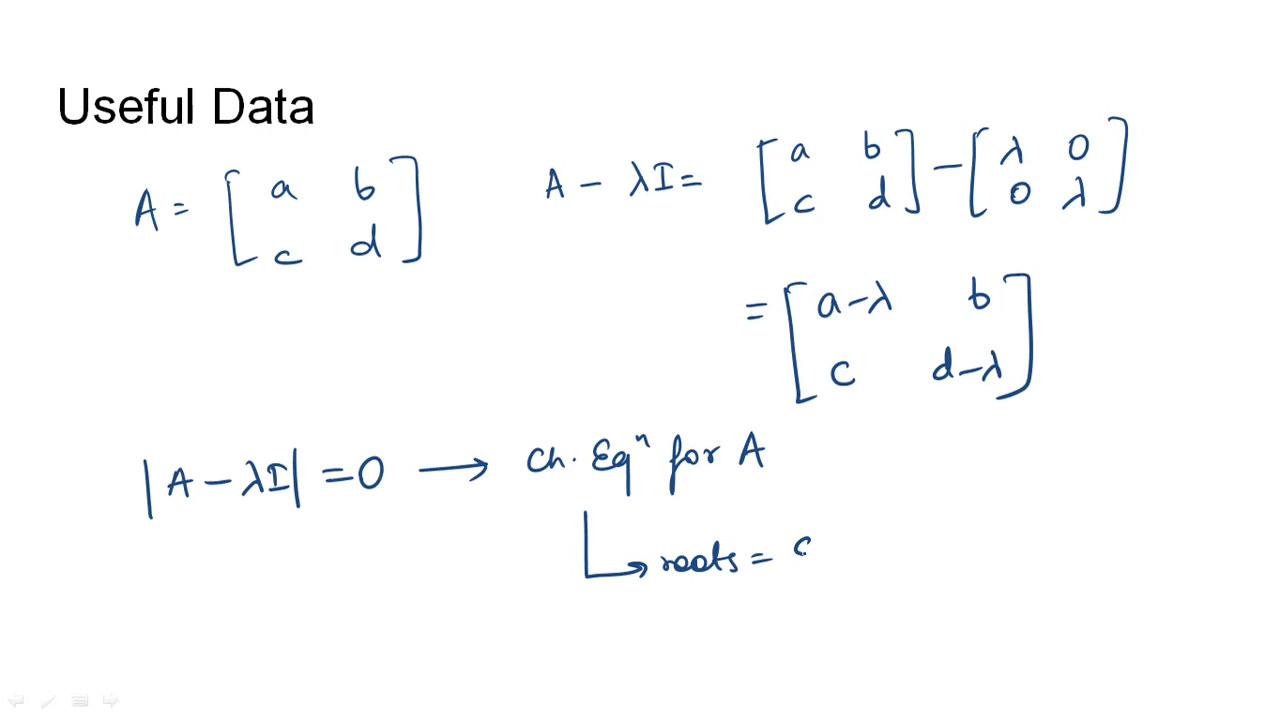 Useful Data
A = [ a b
c d ]
A - λI = [ a b
c d ] - [ λ 0
0 λ ]
= [ a-λ b
c d-λ ]
|A - λI| = 0 → Ch. Eqⁿ for A
↳ roots =